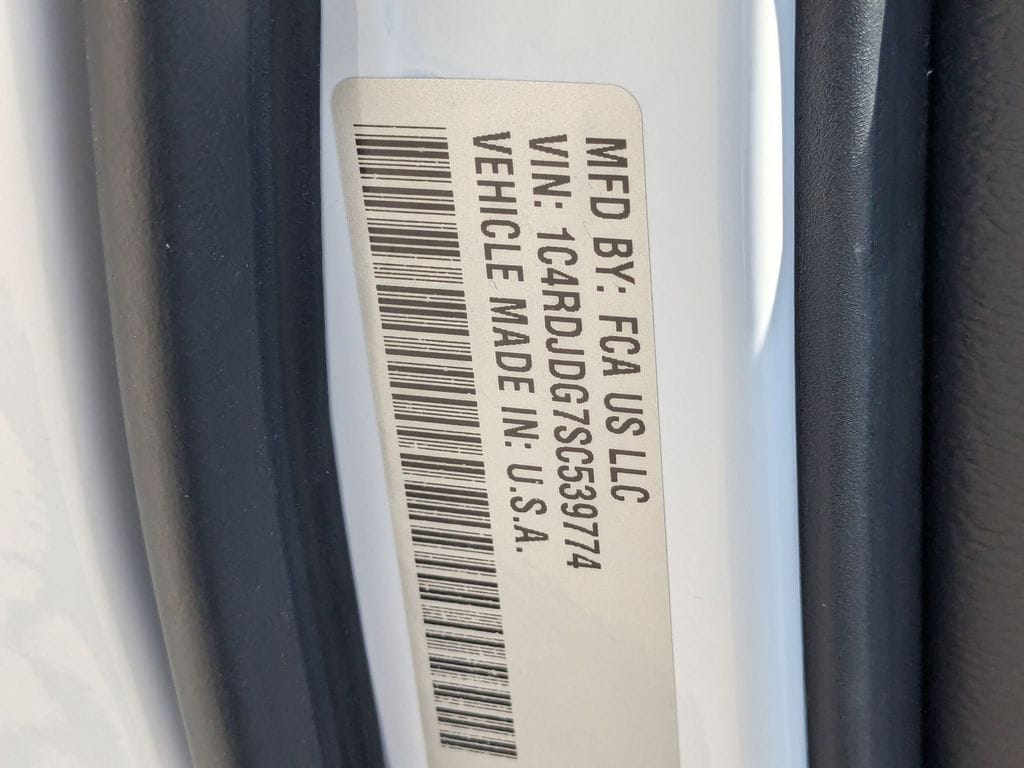 MFD BY: FCA US LLC
VIN: 1C4RDJDG7SC539774
VEHICLE MADE IN: U.S.A.